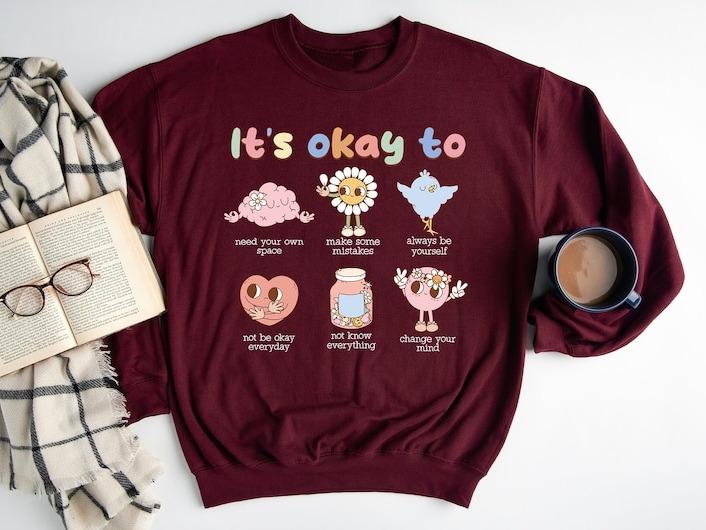 It's okay to
need your own
space
make some
mistakes
always be
yourself
not be okay
everyday
not know
everything
change your
mind